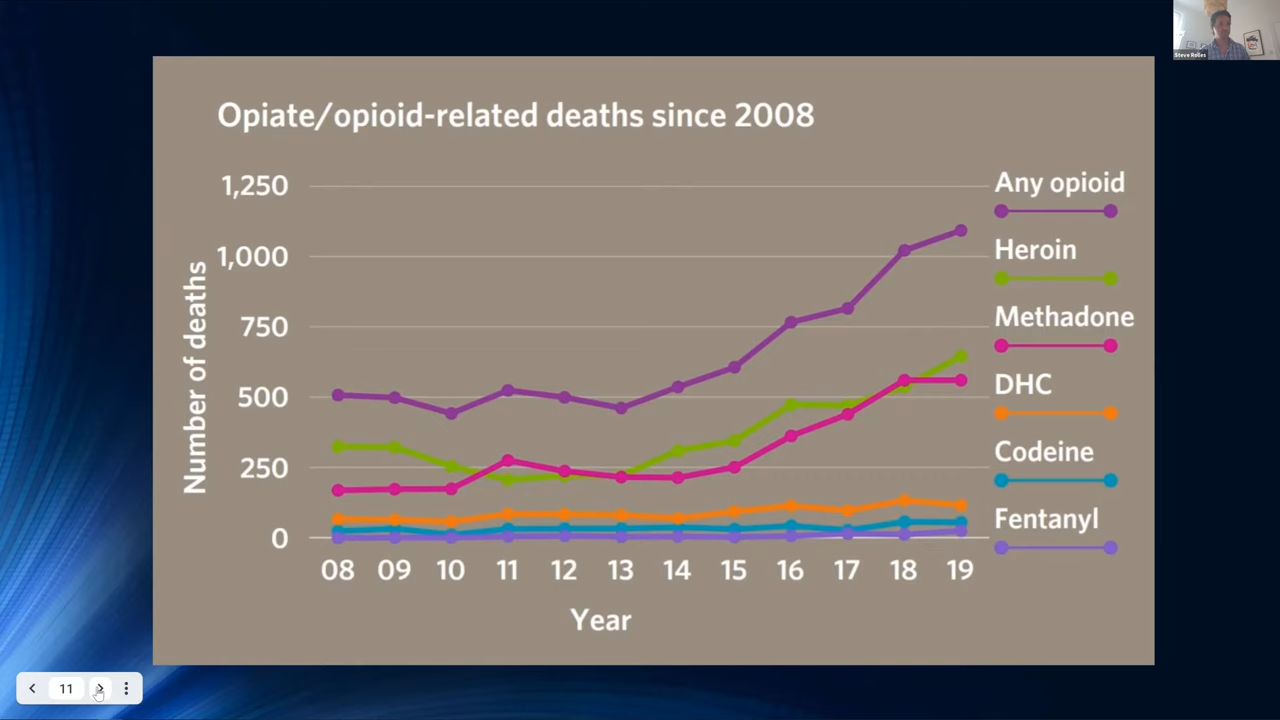 Steve Rolles
Opiate/opioid-related deaths since 2008
Number of deaths
1,250
1,000
750
500
250
0
08 09 10 11 12 13 14 15 16 17 18 19
Year
Any opioid
Heroin
Methadone
DHC
Codeine
Fentanyl
11